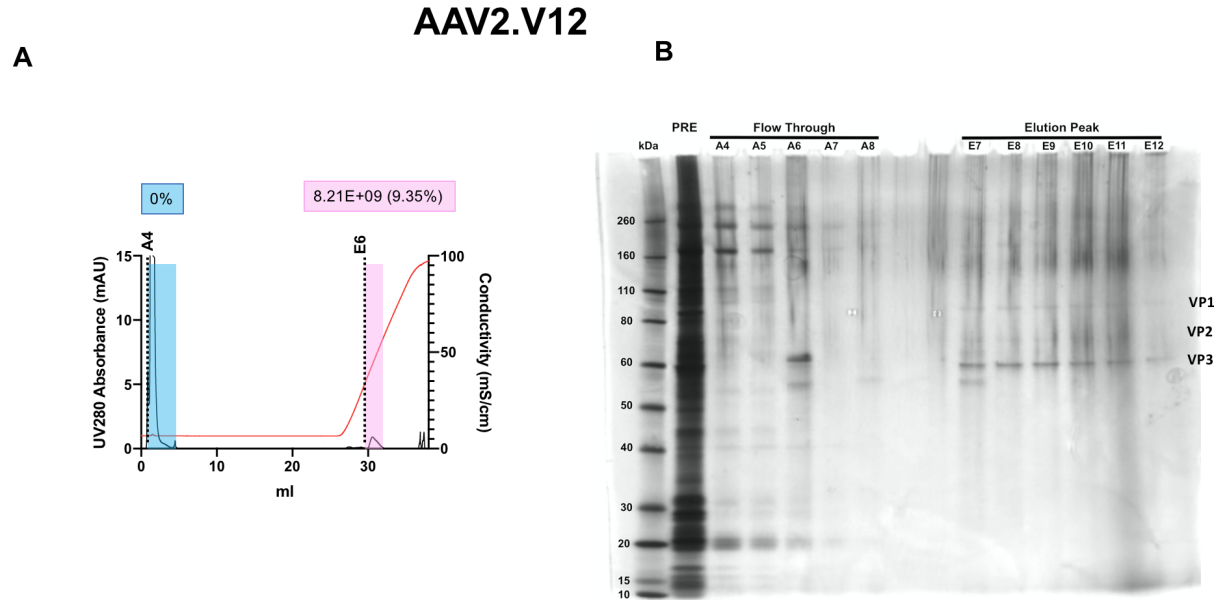 AAV2.V12
A
0%
8.21E+09 (9.35%)
A4
E6
15
10
5
0
UV280 Absorbance (mAU)
100
50
0
Conductivity (mS/cm)
0
10
20
30
ml
B
PRE
Flow Through
Elution Peak
kDa
A4 A5 A6 A7 A8
E7 E8 E9 E10 E11 E12
260
160
110
80
60
50
40
30
20
15
10
VP1
VP2
VP3